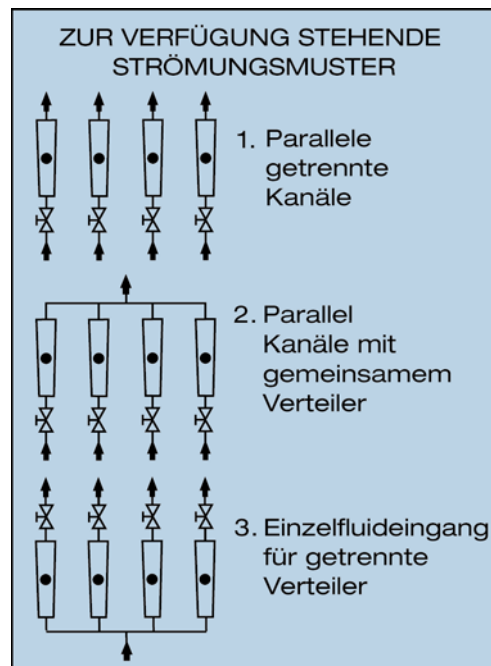 ZUR VERFÜGUNG STEHENDE
STRÖMUNGSMUSTER
1. Parallele
getrennte
Kanäle
2. Parallel
Kanäle mit
gemeinsamem
Verteiler
3. Einzelfluideingang
für getrennte
Verteiler